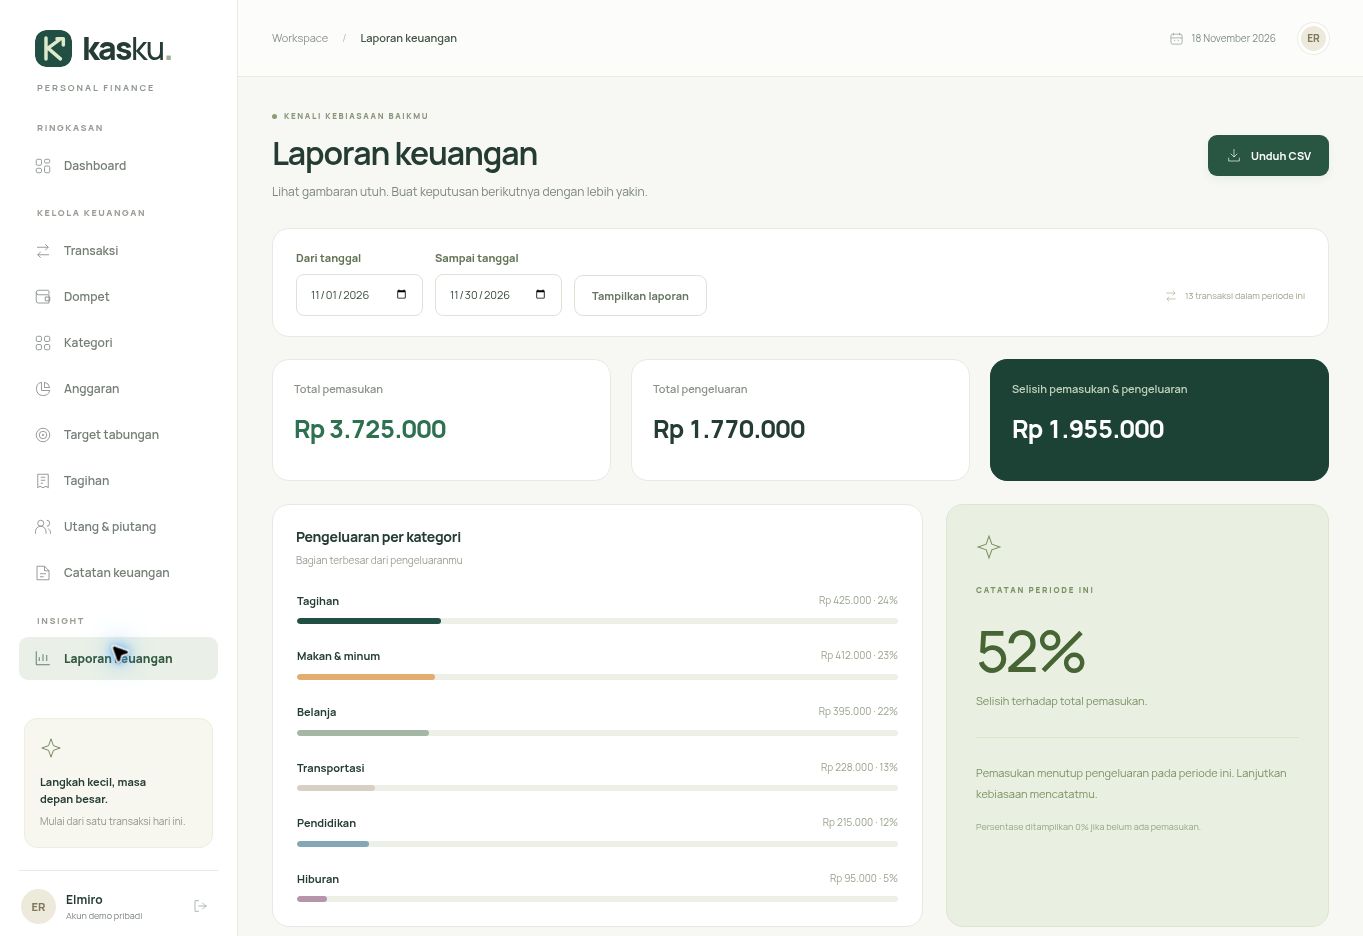 kasku.
PERSONAL FINANCE
RINGKASAN
Dashboard
KELOLA KEUANGAN
Transaksi
Dompet
Kategori
Anggaran
Target tabungan
Tagihan
Utang & piutang
Catatan keuangan
INSIGHT
Laporan keuangan
Langkah kecil, masa
depan besar.
Mulai dari satu transaksi hari ini.
ER
Elmiro
Akun demo pribadi
Workspace / Laporan keuangan
18 November 2026
ER
KENALI KEBIASAAN BAIKMU
Laporan keuangan
Lihat gambaran utuh. Buat keputusan berikutnya dengan lebih yakin.
Unduh CSV
Dari tanggal
11/01/2026
Sampai tanggal
11/30/2026
Tampilkan laporan
13 transaksi dalam periode ini
Total pemasukan
Rp 3.725.000
Total pengeluaran
Rp 1.770.000
Selisih pemasukan & pengeluaran
Rp 1.955.000
Pengeluaran per kategori
Bagian terbesar dari pengeluaranmu
Tagihan Rp 425.000 · 24%
Makan & minum Rp 412.000 · 23%
Belanja Rp 395.000 · 22%
Transportasi Rp 228.000 · 13%
Pendidikan Rp 215.000 · 12%
Hiburan Rp 95.000 · 5%
CATATAN PERIODE INI
52%
Selisih terhadap total pemasukan.
Pemasukan menutup pengeluaran pada periode ini. Lanjutkan
kebiasaan mencatatmu.
Persentase ditampilkan 0% jika belum ada pemasukan.